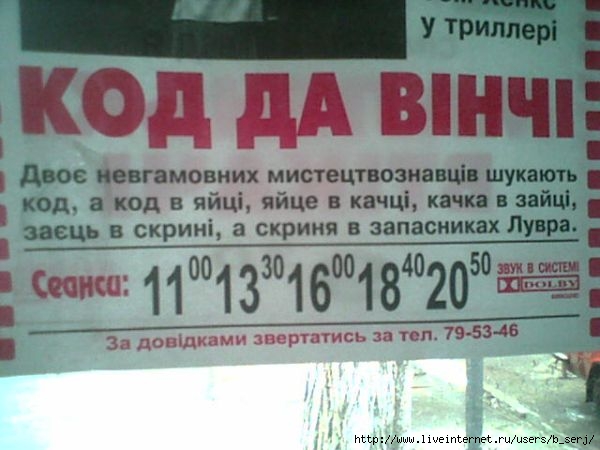 у триллері
КОД ДА ВІНЧІ
Двоє невгамовних мистецтвознавців шукають
код, а код в яйці, яйце в качці, качка в зайці,
заєць в скрині, а скриня в запасниках Лувра.
Сеанси: 11 00 13 30 16 00 18 40 20 50 ЗВУК В СИСТЕМІ
DOLBY
За довідками звертатись за тел. 79-53-46
http://www.liveinternet.ru/users/b_serj/